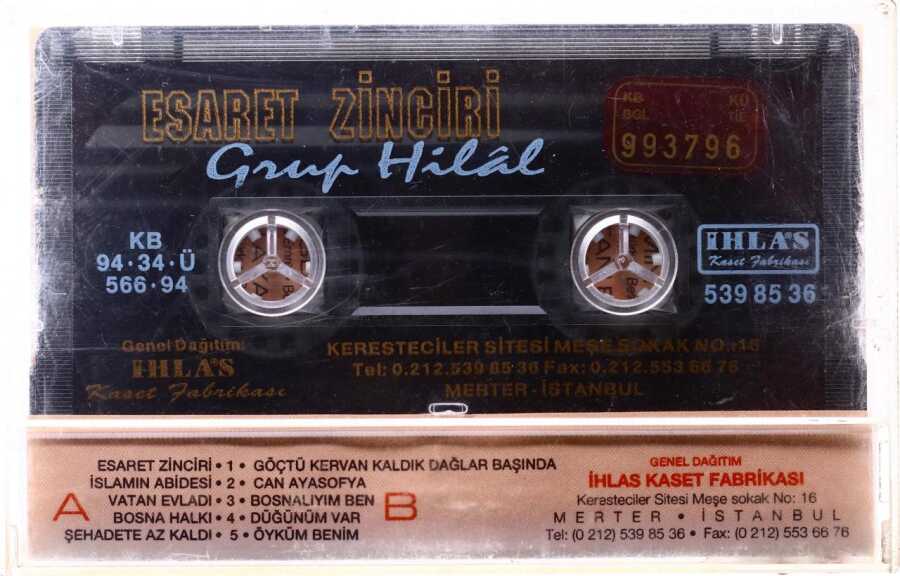 ESARET ZİNCİRİ
Grup Hilâl
KB KÜ
BGL TİE
993796
KB
94·34·Ü
566·94
İHLÂS
Kaset Fabrikası
539 85 36
Genel Dağıtım:
İHLÂS
Kaset Fabrikası
KERESTECİLER SİTESİ MEŞE SOKAK NO.:16
Tel: 0.212.539 85 36 Fax: 0.212.553 66 76
MERTER - İSTANBUL
A
ESARET ZİNCİRİ • 1 • GÖÇTÜ KERVAN KALDIK DAĞLAR BAŞINDA
İSLAMIN ABİDESİ • 2 • CAN AYASOFYA
VATAN EVLADI • 3 • BOSNALIYIM BEN
BOSNA HALKI • 4 • DÜĞÜNÜM VAR
ŞEHADETE AZ KALDI • 5 • ÖYKÜM BENİM
B
GENEL DAĞITIM
İHLAS KASET FABRİKASI
Keresteciler Sitesi Meşe sokak No: 16
MERTER • İSTANBUL
Tel: (0 212) 539 85 36 • Fax: (0 212) 553 66 76